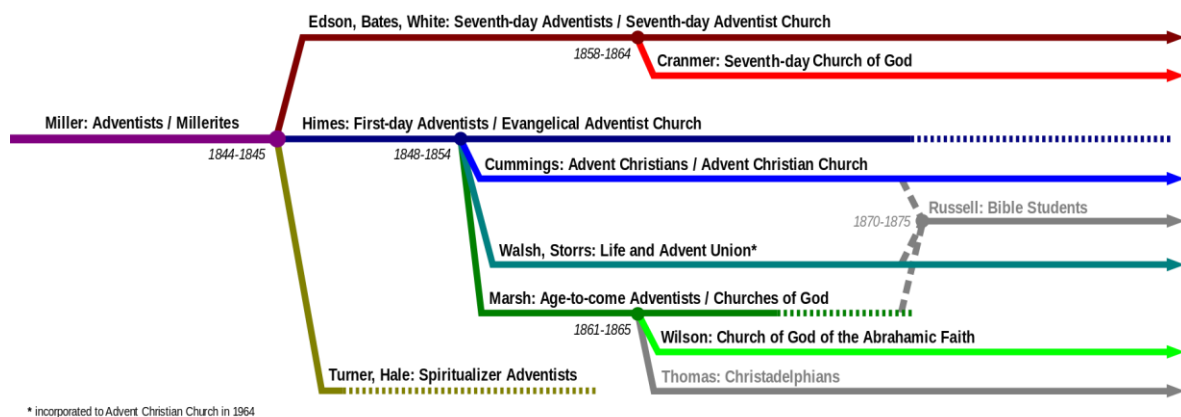 Edson, Bates, White: Seventh-day Adventists / Seventh-day Adventist Church
1858-1864
Cranmer: Seventh-day Church of God
Miller: Adventists / Millerites
Himes: First-day Adventists / Evangelical Adventist Church
1844-1845
1848-1854
Cummings: Advent Christians / Advent Christian Church
Russell: Bible Students
1870-1875
Walsh, Storrs: Life and Advent Union*
Marsh: Age-to-come Adventists / Churches of God
1861-1865
Wilson: Church of God of the Abrahamic Faith
Turner, Hale: Spiritualizer Adventists
Thomas: Christadelphians
* incorporated to Advent Christian Church in 1964